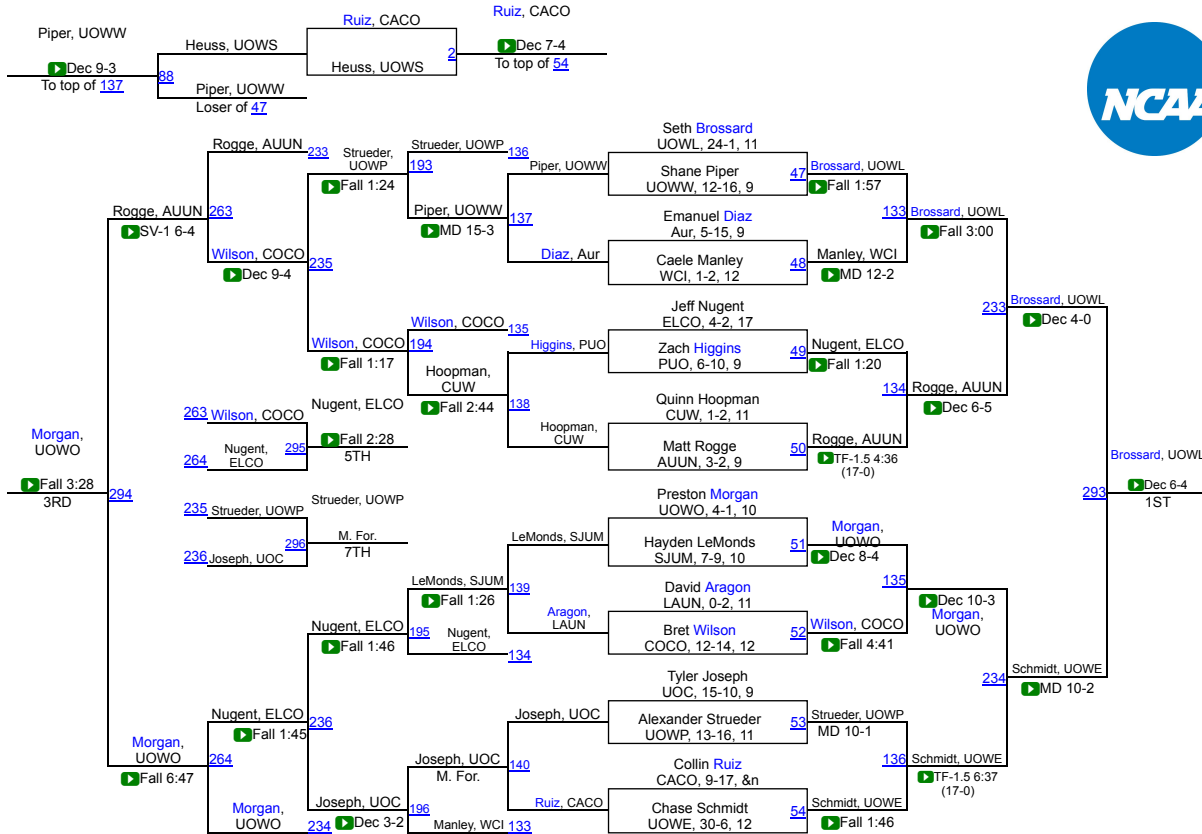 Piper, UOWW
Dec 9-3
To top of 137
88
Heuss, UOWS
Piper, UOWW
Loser of 47
Ruiz, CACO
Heuss, UOWS
2
Ruiz, CACO
Dec 7-4
To top of 54
NCAA
Seth Brossard
UOWL, 24-1, 11
Shane Piper
UOWW, 12-16, 9
47
Brossard, UOWL
Fall 1:57
Emanuel Diaz
Aur, 5-15, 9
Caele Manley
WCI, 1-2, 12
48
Manley, WCI
MD 12-2
133
Brossard, UOWL
Fall 3:00
Jeff Nugent
ELCO, 4-2, 17
Zach Higgins
PUO, 6-10, 9
49
Nugent, ELCO
Fall 1:20
Quinn Hoopman
CUW, 1-2, 11
Matt Rogge
AUUN, 3-2, 9
50
Rogge, AUUN
TF-1.5 4:36
(17-0)
134
Rogge, AUUN
Dec 6-5
233
Brossard, UOWL
Dec 4-0
Preston Morgan
UOWO, 4-1, 10
Hayden LeMonds
SJUM, 7-9, 10
51
Morgan,
UOWO
Dec 8-4
David Aragon
LAUN, 0-2, 11
Bret Wilson
COCO, 12-14, 12
52
Wilson, COCO
Fall 4:41
135
Dec 10-3
Morgan,
UOWO
Tyler Joseph
UOC, 15-10, 9
Alexander Strueder
UOWP, 13-16, 11
53
Strueder, UOWP
MD 10-1
Collin Ruiz
CACO, 9-17, &n
Chase Schmidt
UOWE, 30-6, 12
54
Schmidt, UOWE
Fall 1:46
136
Schmidt, UOWE
TF-1.5 6:37
(17-0)
234
Schmidt, UOWE
MD 10-2
293
Brossard, UOWL
Dec 6-4
1ST
Piper, UOWW
Diaz, Aur
137
Strueder, UOWP
136
Piper, UOWW
MD 15-3
193
Strueder,
UOWP
Fall 1:24
Higgins, PUO
Hoopman,
CUW
138
Wilson, COCO
135
Hoopman,
CUW
Fall 2:44
194
Wilson, COCO
Fall 1:17
235
Rogge, AUUN
233
Wilson, COCO
Dec 9-4
263
Rogge, AUUN
SV-1 6-4
263
Wilson, COCO
264
Nugent,
ELCO
295
Nugent, ELCO
Fall 2:28
5TH
235
Strueder, UOWP
236
Joseph, UOC
296
Strueder, UOWP
M. For.
7TH
Morgan,
UOWO
Fall 3:28
3RD
294
LeMonds, SJUM
Aragon,
LAUN
139
LeMonds, SJUM
Fall 1:26
Nugent,
ELCO
134
195
Nugent, ELCO
Fall 1:46
Joseph, UOC
Ruiz, CACO
140
Joseph, UOC
M. For.
Manley, WCI
133
196
Joseph, UOC
Dec 3-2
236
Nugent, ELCO
Fall 1:45
Morgan,
UOWO
234
264
Morgan,
UOWO
Fall 6:47